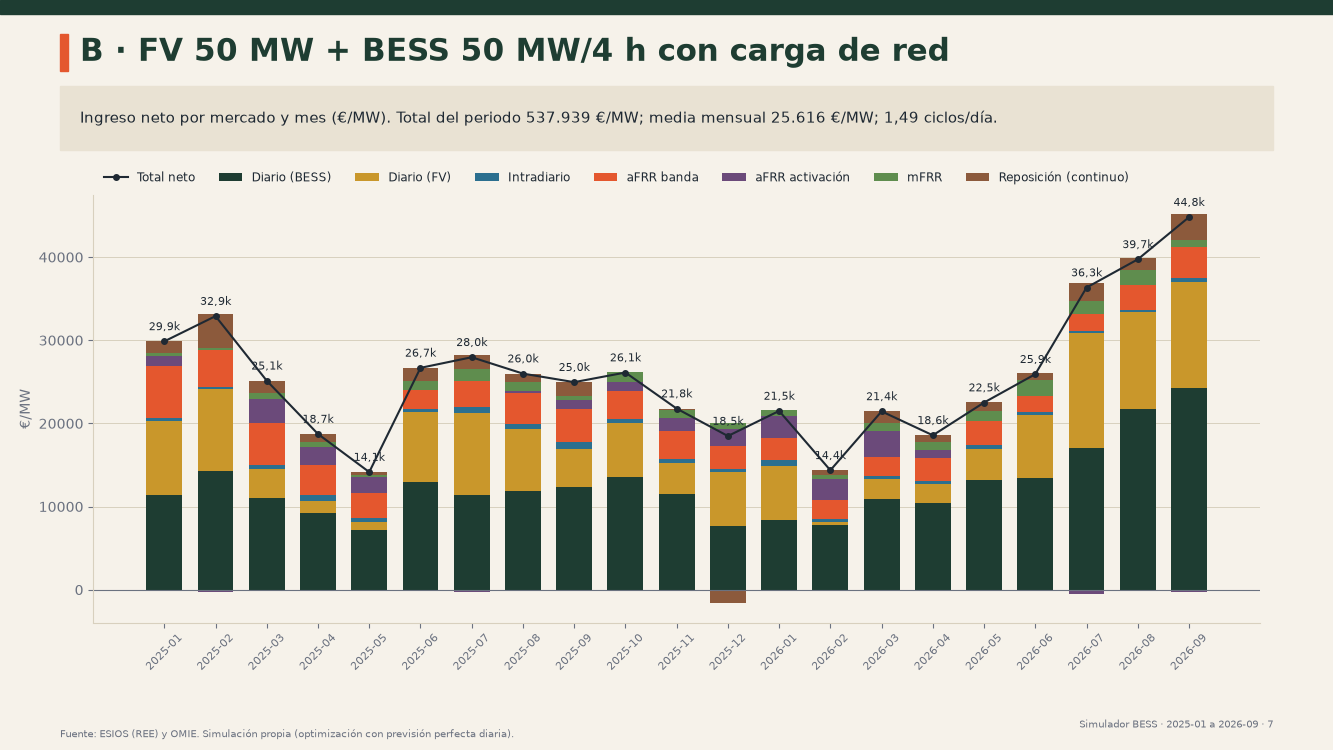 B · FV 50 MW + BESS 50 MW/4 h con carga de red
Ingreso neto por mercado y mes (€/MW). Total del periodo 537.939 €/MW; media mensual 25.616 €/MW; 1,49 ciclos/día.
Total neto Diario (BESS) Diario (FV) Intradiario aFRR banda aFRR activación mFRR Reposición (continuo)
€/MW
40000
30000
20000
10000
0
29,9k
32,9k
25,1k
18,7k
14,1k
26,7k
28,0k
26,0k
25,0k
26,1k
21,8k
18,5k
21,5k
14,4k
21,4k
18,6k
22,5k
25,9k
36,3k
39,7k
44,8k
2025-01
2025-02
2025-03
2025-04
2025-05
2025-06
2025-07
2025-08
2025-09
2025-10
2025-11
2025-12
2026-01
2026-02
2026-03
2026-04
2026-05
2026-06
2026-07
2026-08
2026-09
Simulador BESS · 2025-01 a 2026-09 · 7
Fuente: ESIOS (REE) y OMIE. Simulación propia (optimización con previsión perfecta diaria).